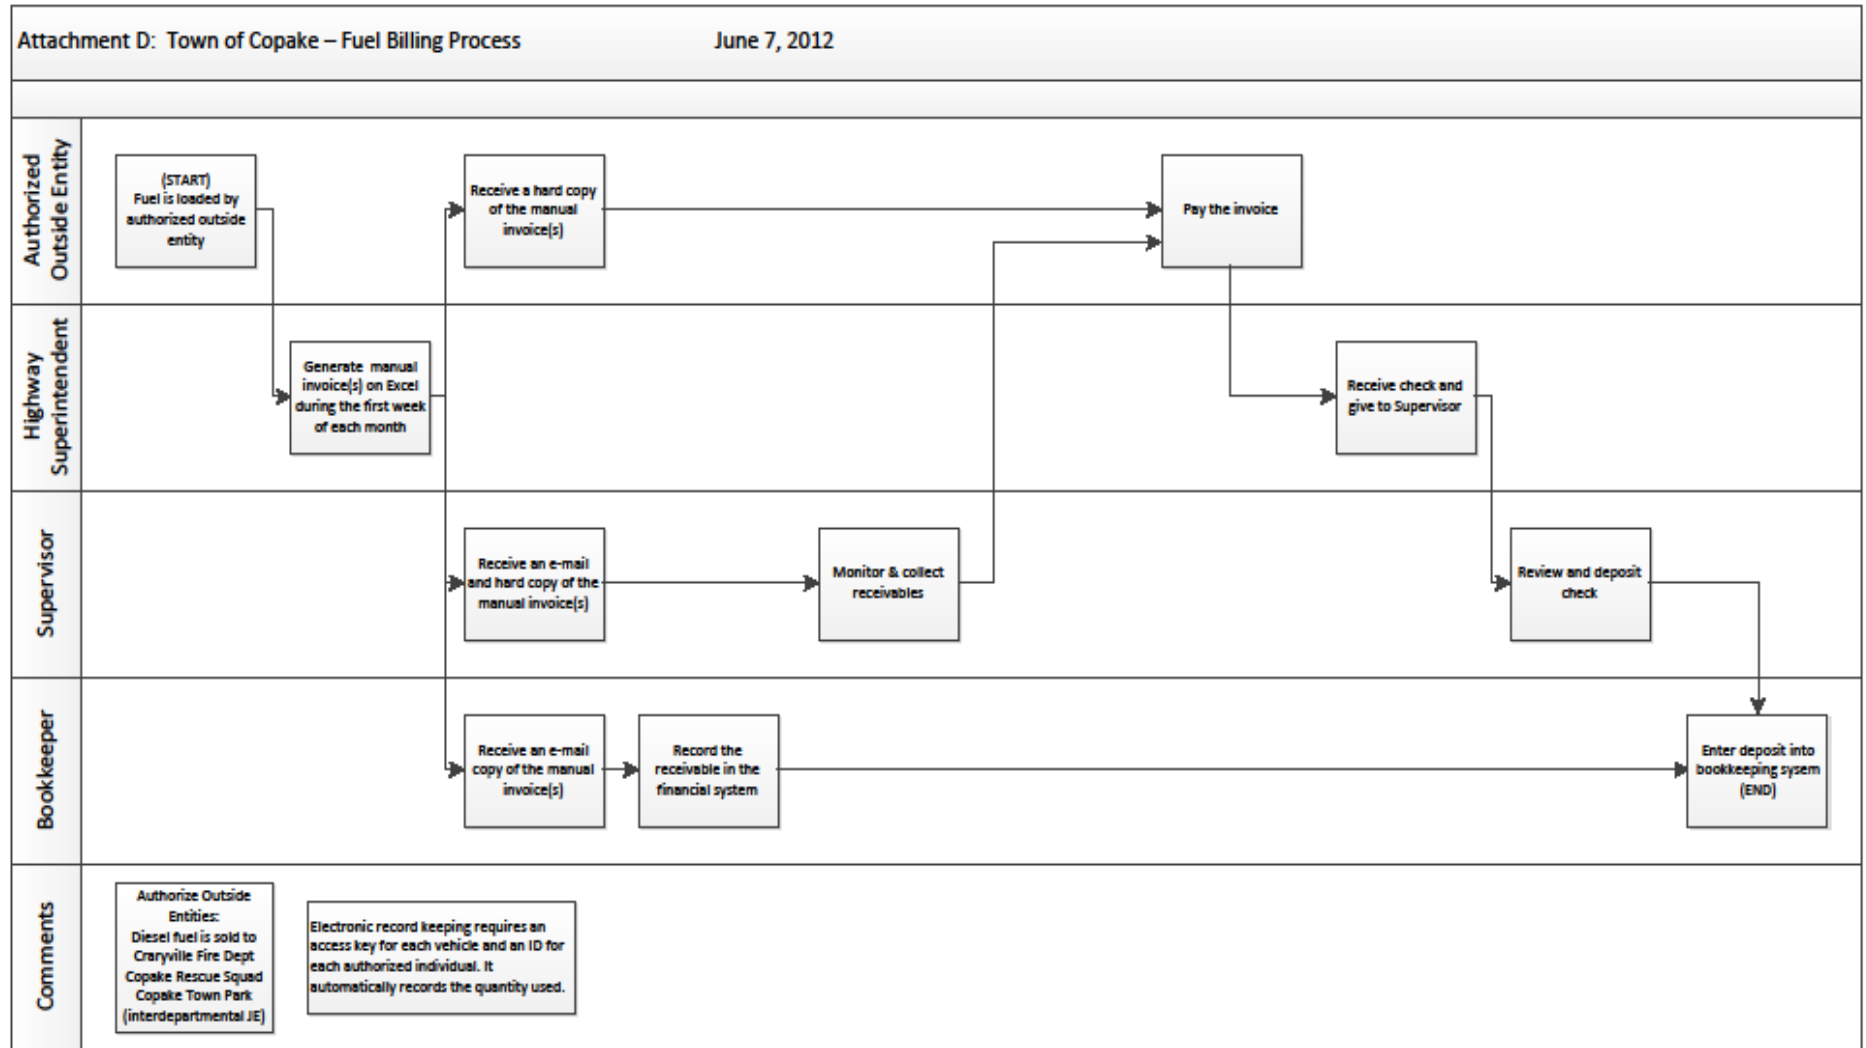 Attachment D: Town of Copake – Fuel Billing Process June 7, 2012
Authorized
Outside Entity
(START)
Fuel is loaded by
authorized outside
entity
Receive a hard copy
of the manual
invoice(s)
Pay the invoice
Highway
Superintendent
Generate manual
invoice(s) on Excel
during the first week
of each month
Receive check and
give to Supervisor
Supervisor
Receive an e-mail
and hard copy of the
manual invoice(s)
Monitor & collect
receivables
Review and deposit
check
Bookkeeper
Receive an e-mail
copy of the manual
invoice(s)
Record the
receivable in the
financial system
Enter deposit into
bookkeeping sysem
(END)
Comments
Authorize Outside
Entities:
Diesel fuel is sold to
Craryville Fire Dept
Copake Rescue Squad
Copake Town Park
(interdepartmental JE)
Electronic record keeping requires an
access key for each vehicle and an ID for
each authorized individual. It
automatically records the quantity used.